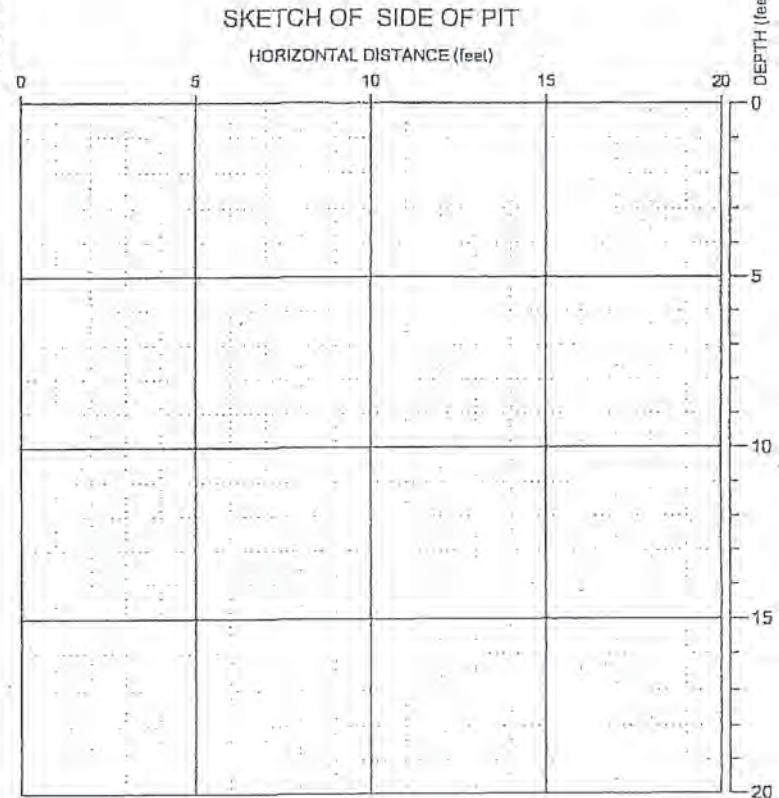 SKETCH OF SIDE OF PIT
HORIZONTAL DISTANCE (feet)
0 5 10 15 20
DEPTH (fee
0
5
10
15
20